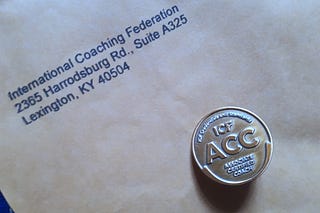 International Coaching Federation
2365 Harrodsburg Rd., Suite A325
Lexington, KY 40504
ICF
ACC
ASSOCIATE
CERTIFIED
COACH